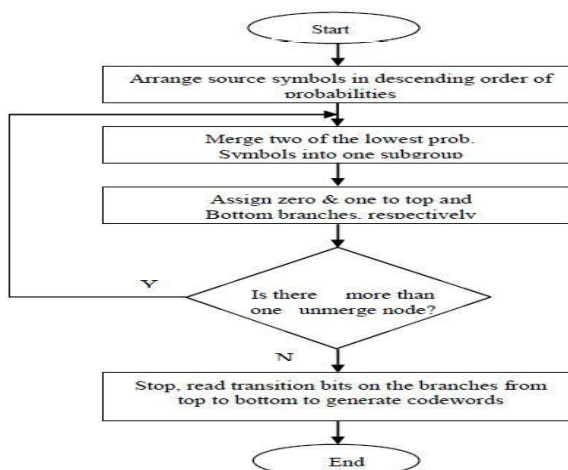 Start
Arrange source symbols in descending order of
probabilities
Merge two of the lowest prob.
Symbols into one subgroup
Assign zero & one to top and
Bottom branches, respectively
Y
Is there more than
one unmerge node?
N
Stop, read transition bits on the branches from
top to bottom to generate codewords
End